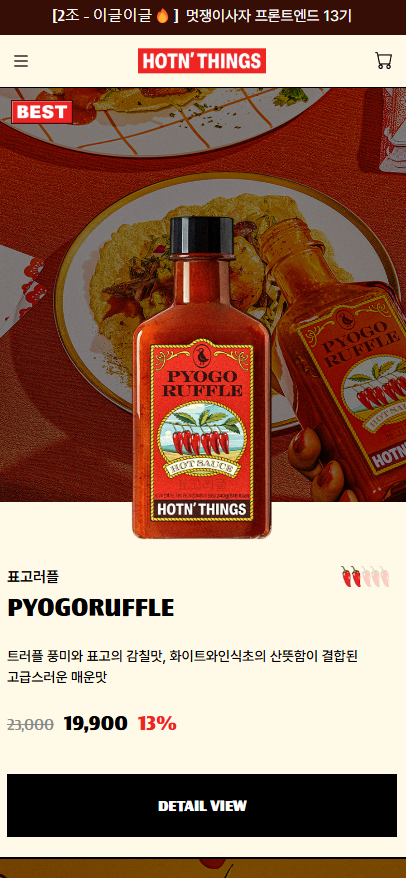 [2조 - 이글이글 🔥 ] 멋쟁이사자 프론트엔드 13기
HOTN' THINGS
BEST
PYOGO
RUFFLE
HOT SAUCE
HOTN' THINGS
PYOGO
RUFFLE
HOT SAUCE
HOTN'
표고러플
PYOGORUFFLE
트러플 풍미와 표고의 감칠맛, 화이트와인식초의 산뜻함이 결합된
고급스러운 매운맛
23,000 19,900 13%
DETAIL VIEW